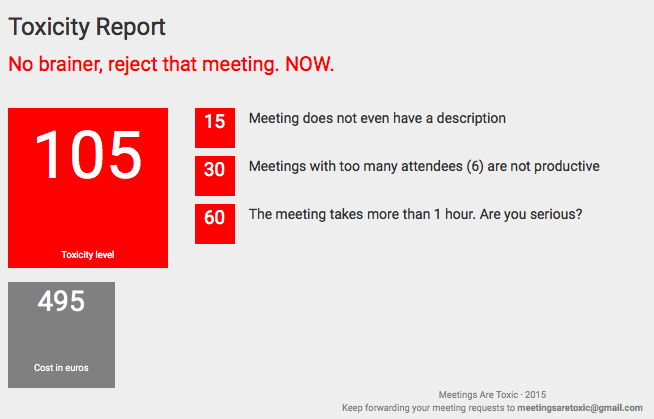 Toxicity Report
No brainer, reject that meeting. NOW.
105
Toxicity level
15 Meeting does not even have a description
30 Meetings with too many attendees (6) are not productive
60 The meeting takes more than 1 hour. Are you serious?
495
Cost in euros
Meetings Are Toxic · 2015
Keep forwarding your meeting requests to meetingsaretoxic@gmail.com